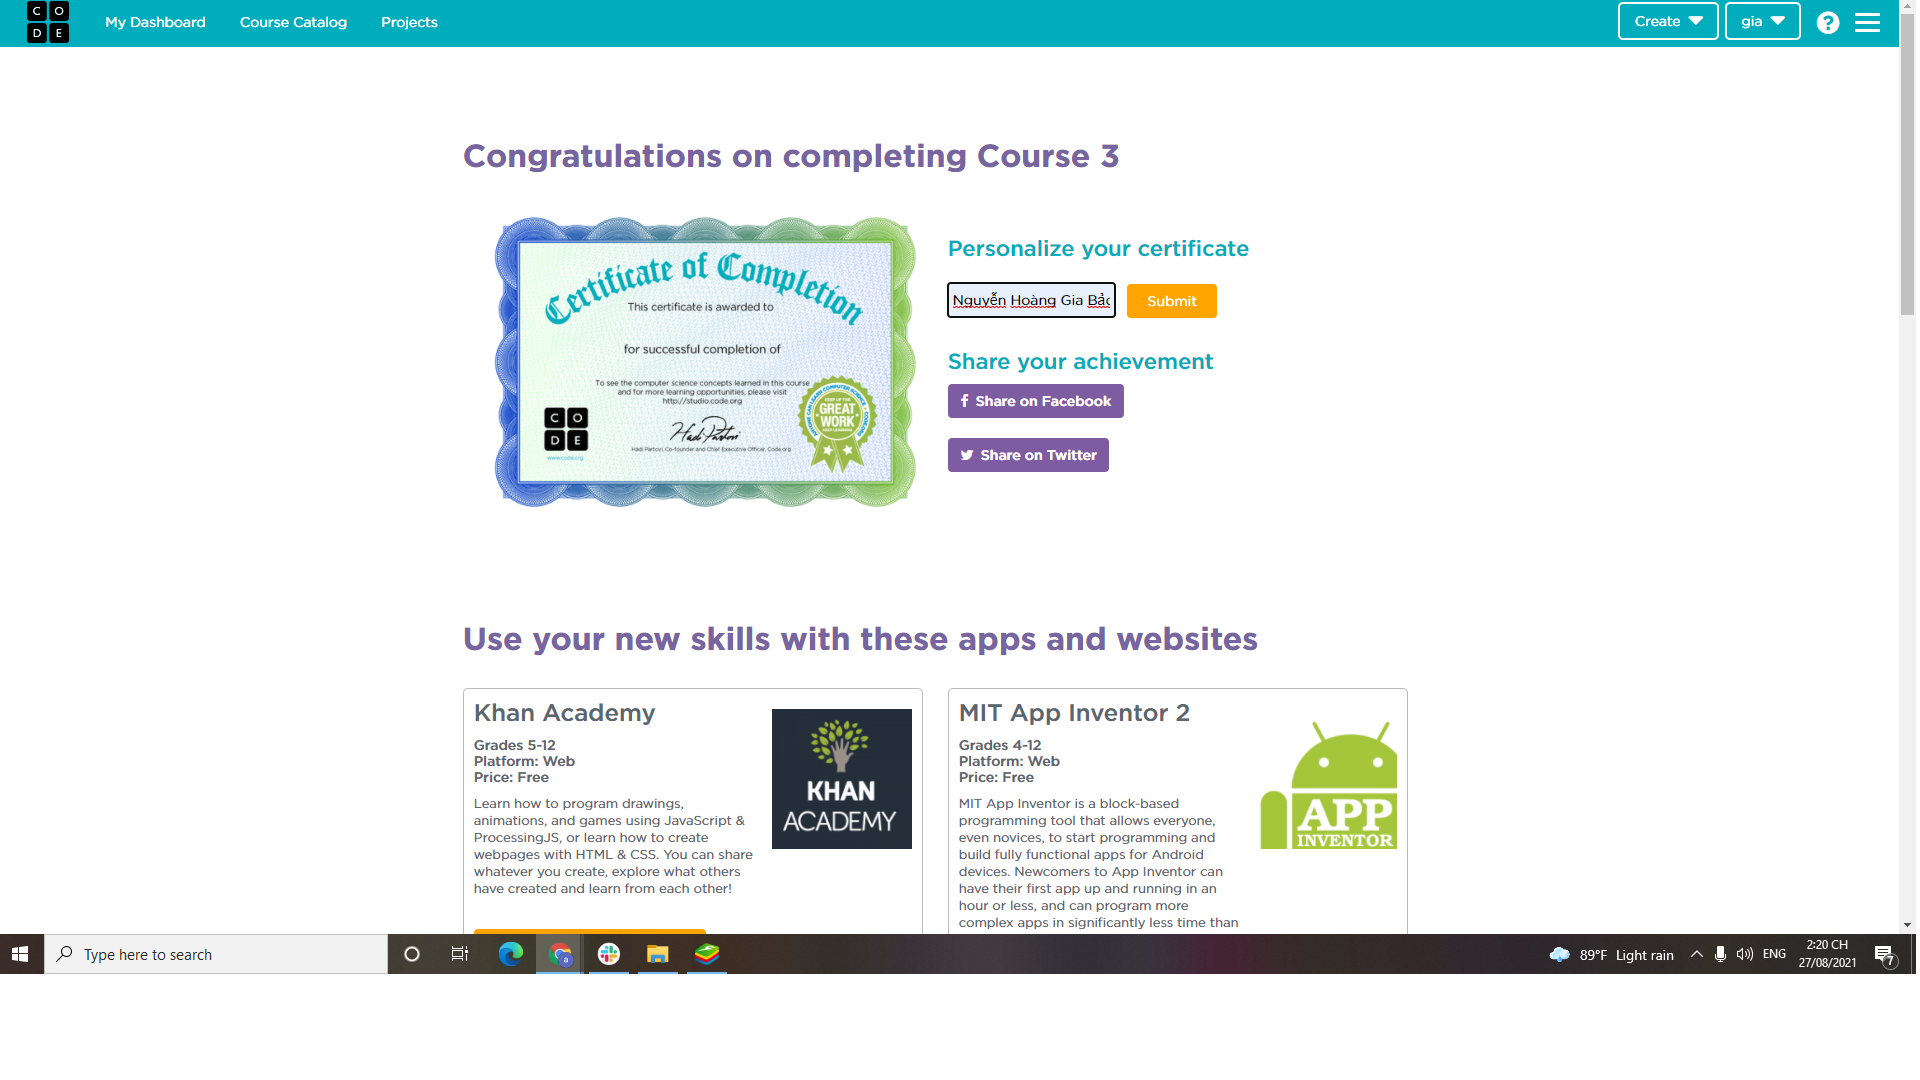 C O
D E
My Dashboard
Course Catalog
Projects
Create
gia
?
Congratulations on completing Course 3
Certificate of Completion
This certificate is awarded to
for successful completion of
To see the computer science concepts learned in this course
and for more learning opportunities, please visit
http://studio.code.org
C O
D E
www.code.org
Hadi Partovi, Co-founder and Chief Executive Officer, Code.org
ANYONE CAN LEARN COMPUTER SCIENCE
KEEP UP THE
GREAT
WORK
KEEP LEARNING
Personalize your certificate
Nguyễn Hoàng Gia Bảo
Submit
Share your achievement
Share on Facebook
Share on Twitter
Use your new skills with these apps and websites
Khan Academy
Grades 5-12
Platform: Web
Price: Free
Learn how to program drawings,
animations, and games using JavaScript &
ProcessingJS, or learn how to create
webpages with HTML & CSS. You can share
whatever you create, explore what others
have created and learn from each other!
KHAN
ACADEMY
MIT App Inventor 2
Grades 4-12
Platform: Web
Price: Free
MIT App Inventor is a block-based
programming tool that allows everyone,
even novices, to start programming and
build fully functional apps for Android
devices. Newcomers to App Inventor can
have their first app up and running in an
hour or less, and can program more
complex apps in significantly less time than
APP
INVENTOR
Type here to search
a
89°F Light rain
ENG
2:20 CH
27/08/2021
7